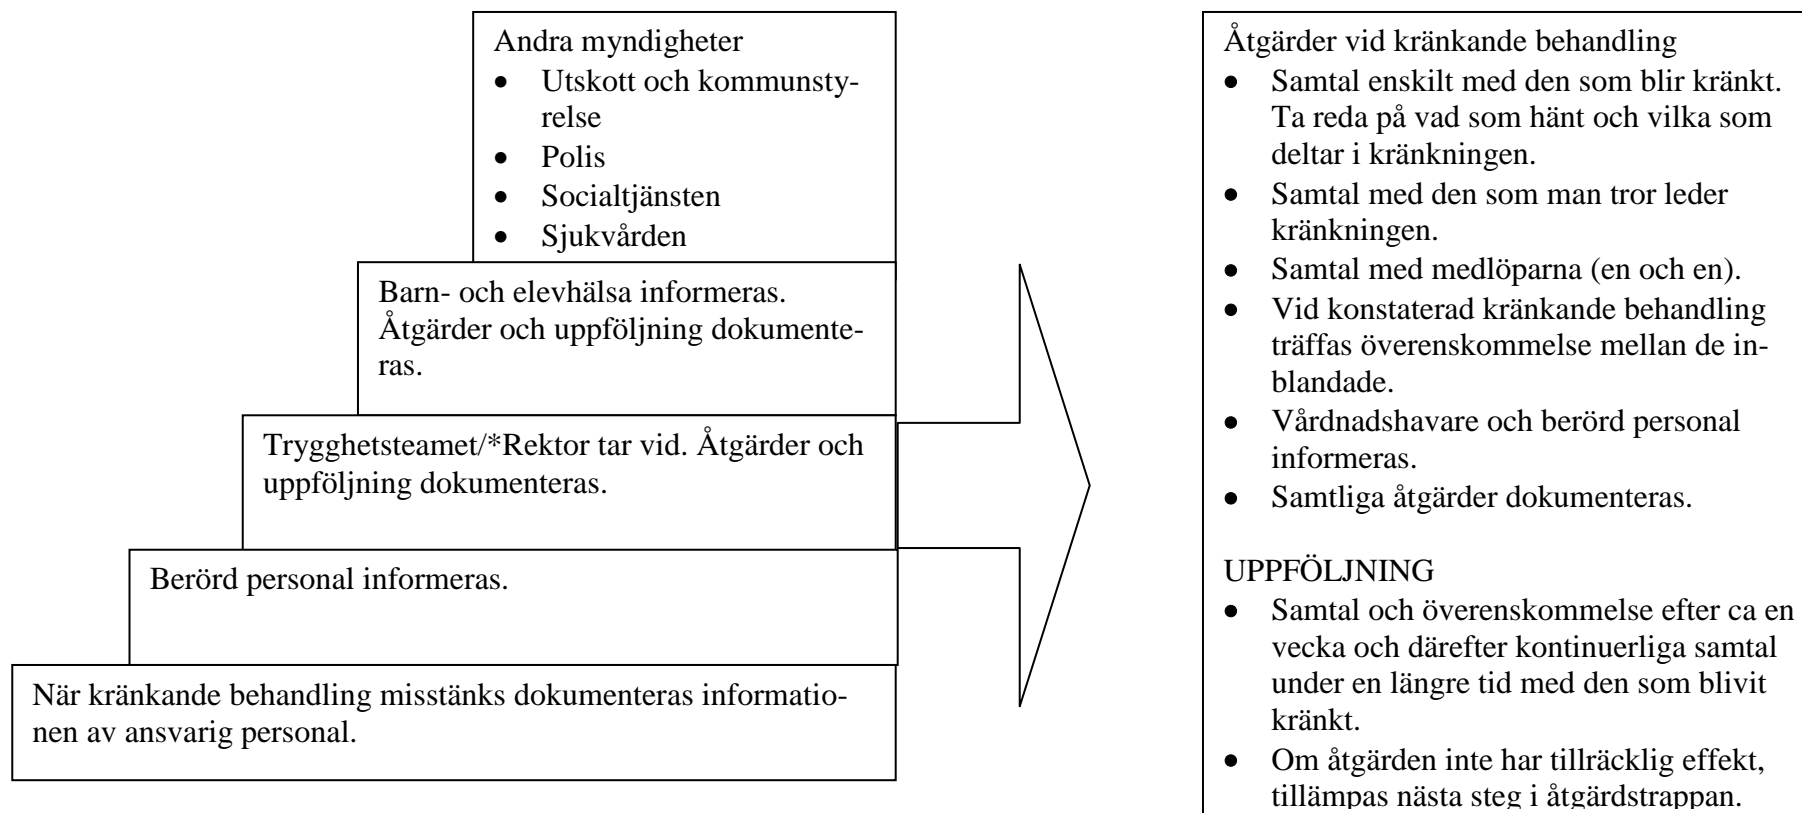 Andra myndigheter
• Utskott och kommunsty-
relse
• Polis
• Socialtjänsten
• Sjukvården
Barn- och elevhälsa informeras.
Åtgärder och uppföljning dokumente-
ras.
Trygghetsteamet/*Rektor tar vid. Åtgärder och
uppföljning dokumenteras.
Berörd personal informeras.
När kränkande behandling misstänks dokumenteras informatio-
nen av ansvarig personal.
Åtgärder vid kränkande behandling
• Samtal enskilt med den som blir kränkt.
Ta reda på vad som hänt och vilka som
deltar i kränkningen.
• Samtal med den som man tror leder
kränkningen.
• Samtal med medlöparna (en och en).
• Vid konstaterad kränkande behandling
träffas överenskommelse mellan de in-
blandade.
• Vårdnadshavare och berörd personal
informeras.
• Samtliga åtgärder dokumenteras.
UPPFÖLJNING
• Samtal och överenskommelse efter ca en
vecka och därefter kontinuerliga samtal
under en längre tid med den som blivit
kränkt.
• Om åtgärden inte har tillräcklig effekt,
tillämpas nästa steg i åtgärdstrappan.